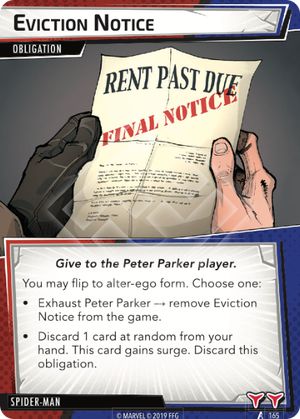 EVICTION NOTICE
OBLIGATION
RENT PAST DUE
FINAL NOTICE
Give to the Peter Parker player.
You may flip to alter-ego form. Choose one:
• Exhaust Peter Parker → remove Eviction
Notice from the game.
• Discard 1 card at random from your
hand. This card gains surge. Discard this
obligation.
SPIDER-MAN
© MARVEL © 2019 FFG
165